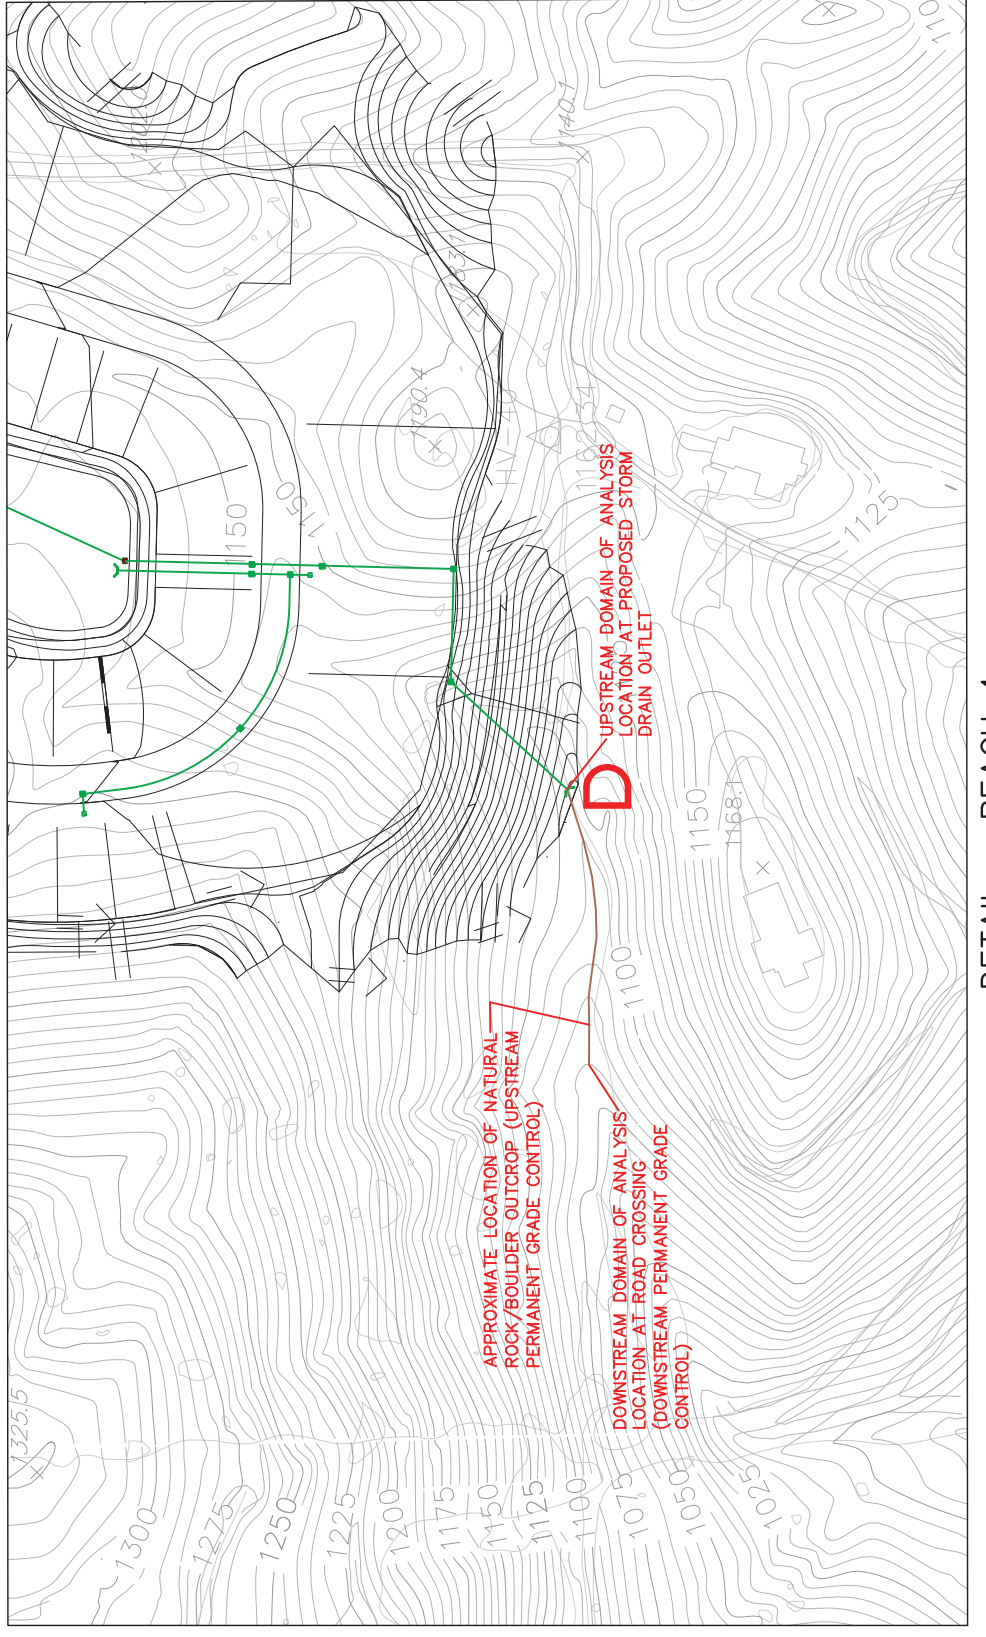 APPROXIMATE LOCATION OF NATURAL
ROCK/BOULDER OUTCROP (UPSTREAM
PERMANENT GRADE CONTROL)
DOWNSTREAM DOMAIN OF ANALYSIS
LOCATION AT ROAD CROSSING
(DOWNSTREAM PERMANENT GRADE
CONTROL)
UPSTREAM DOMAIN OF ANALYSIS
LOCATION AT PROPOSED STORM
DRAIN OUTLET
D
1325.5
1300
1275
1250
1225
1200
1175
1150
1125
1100
1075
1050
1025
1100
1150
1168.1
1150
1150
1190.4
1183.1
1140.1
1125